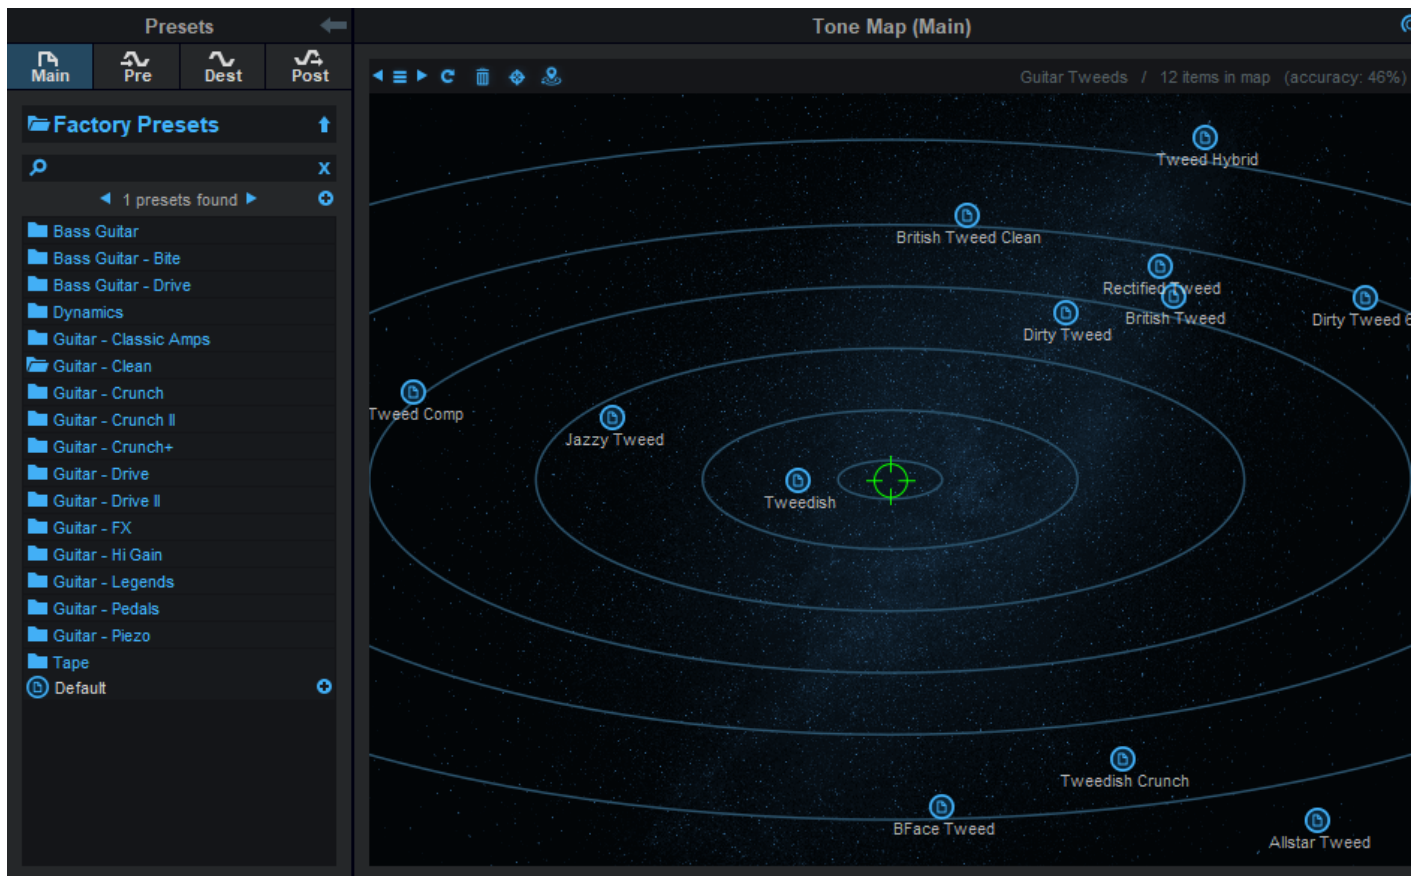 Presets
Tone Map (Main)
Main
Pre
Dest
Post
Guitar Tweeds / 12 items in map (accuracy: 46%)
Factory Presets
x
1 presets found
Bass Guitar
Bass Guitar - Bite
Bass Guitar - Drive
Dynamics
Guitar - Classic Amps
Guitar - Clean
Guitar - Crunch
Guitar - Crunch II
Guitar - Crunch+
Guitar - Drive
Guitar - Drive II
Guitar - FX
Guitar - Hi Gain
Guitar - Legends
Guitar - Pedals
Guitar - Piezo
Tape
Default
Tweed Hybrid
British Tweed Clean
Rectified Tweed
British Tweed
Dirty Tweed
Dirty Tweed 6
Tweed Comp
Jazzy Tweed
Tweedish
Tweedish Crunch
BFace Tweed
Allstar Tweed